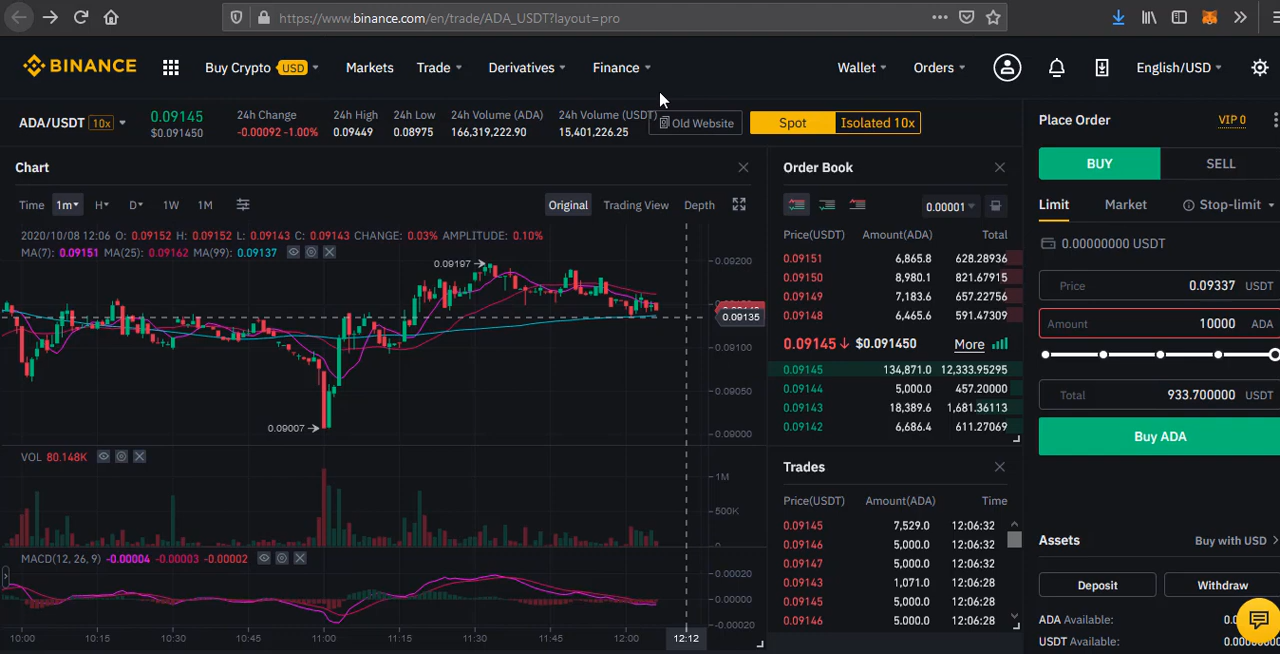 https://www.binance.com/en/trade/ADA_USDT?layout=pro
BINANCE Buy Crypto USD Markets Trade Derivatives Finance Wallet Orders English/USD
ADA/USDT 10x 0.09145 $0.091450
24h Change -0.00092 -1.00%
24h High 0.09449
24h Low 0.08975
24h Volume (ADA) 166,319,222.90
24h Volume (USDT) 15,401,226.25
Old Website Spot Isolated 10x
Chart
Time 1m H D 1W 1M Original Trading View Depth
2020/10/08 12:06 O: 0.09152 H: 0.09152 L: 0.09143 C: 0.09143 CHANGE: 0.03% AMPLITUDE: 0.10%
MA(7): 0.09151 MA(25): 0.09162 MA(99): 0.09137
0.09197
0.09007
0.09200
0.09135
0.09100
0.09050
0.09000
VOL 80.148K
1M
500K
0
MACD(12, 26, 9) -0.00004 -0.00003 -0.00002
0.00020
0.00000
-0.00020
10:00 10:15 10:30 10:45 11:00 11:15 11:30 11:45 12:00 12:12
Order Book
0.00001
Price(USDT) Amount(ADA) Total
0.09151 6,865.8 628.28936
0.09150 8,980.1 821.67915
0.09149 7,183.6 657.22756
0.09148 6,465.6 591.47309
0.09145 $0.091450 More
0.09145 134,871.0 12,333.95295
0.09144 5,000.0 457.20000
0.09143 18,389.6 1,681.36113
0.09142 6,686.4 611.27069
Trades
Price(USDT) Amount(ADA) Time
0.09145 7,529.0 12:06:32
0.09146 5,000.0 12:06:32
0.09146 5,000.0 12:06:32
0.09143 1,071.0 12:06:28
0.09145 5,000.0 12:06:28
0.09146 5,000.0 12:06:28
Place Order VIP 0
BUY SELL
Limit Market Stop-limit
0.00000000 USDT
Price 0.09337 USDT
Amount 10000 ADA
Total 933.700000 USDT
Buy ADA
Assets Buy with USD
Deposit Withdraw
ADA Available:
USDT Available: